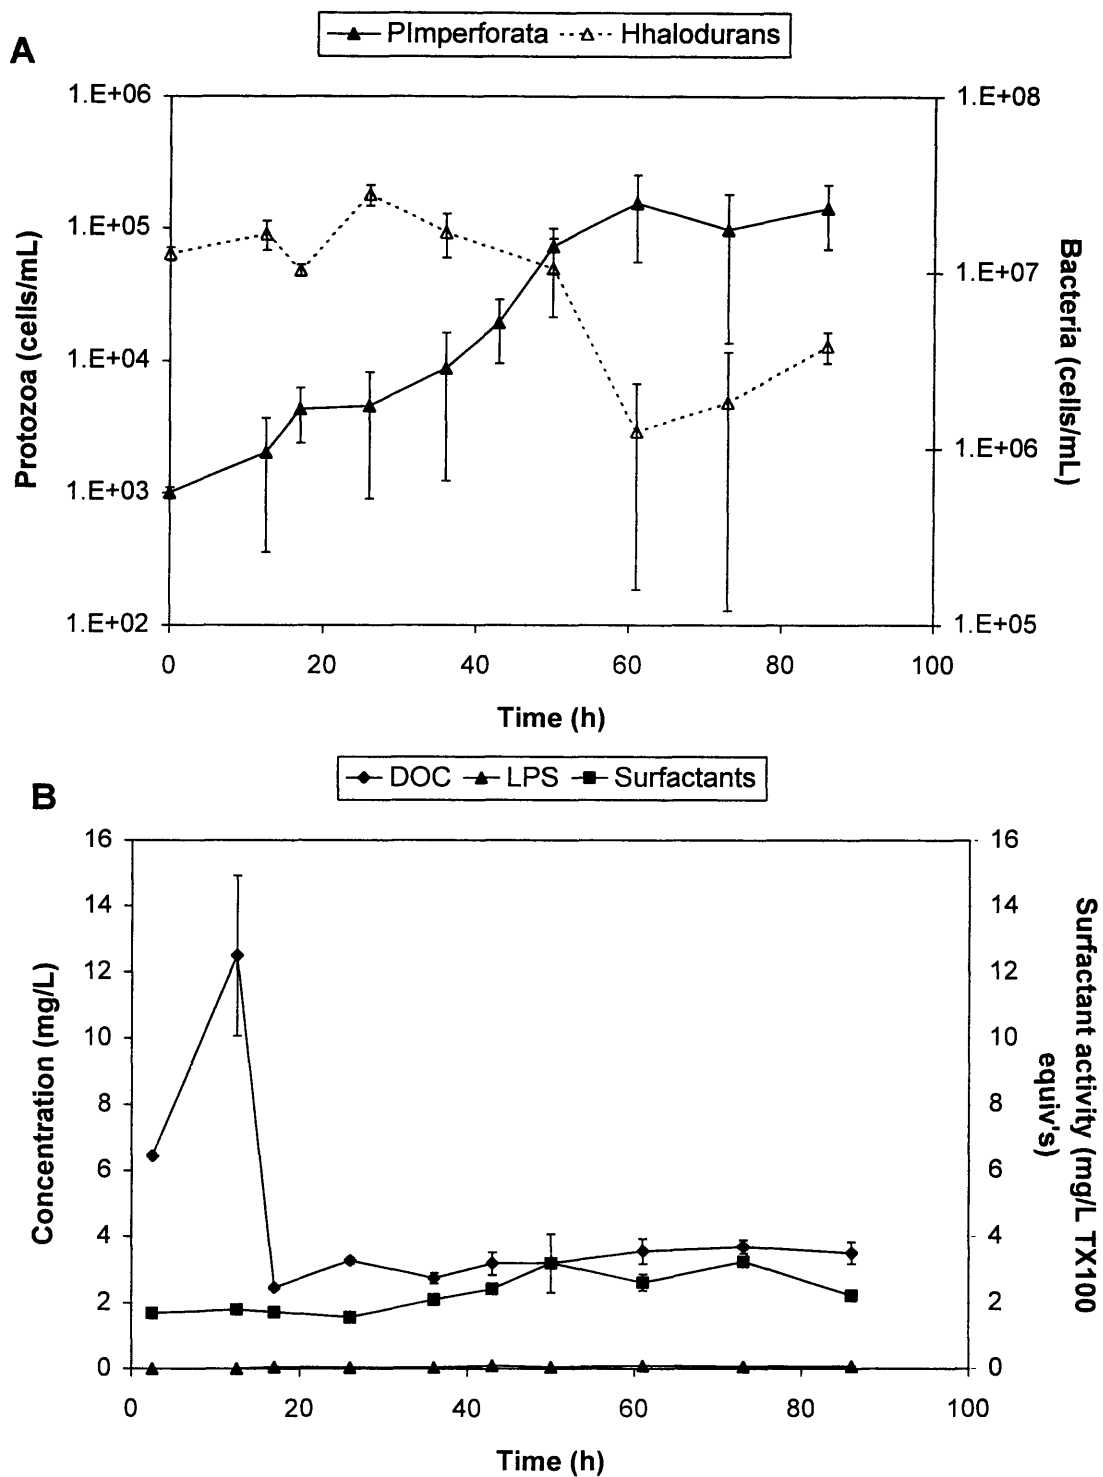 PImperforata Hhalodurans
A
1.E+06
1.E+05
1.E+04
1.E+03
1.E+02
Protozoa (cells/mL)
1.E+08
1.E+07
1.E+06
1.E+05
Bacteria (cells/mL)
0 20 40 60 80 100
Time (h)
DOC LPS Surfactants
B
16
14
12
10
8
6
4
2
0
Concentration (mg/L)
16
14
12
10
8
6
4
2
0
Surfactant activity (mg/L TX100
equiv's)
0 20 40 60 80 100
Time (h)